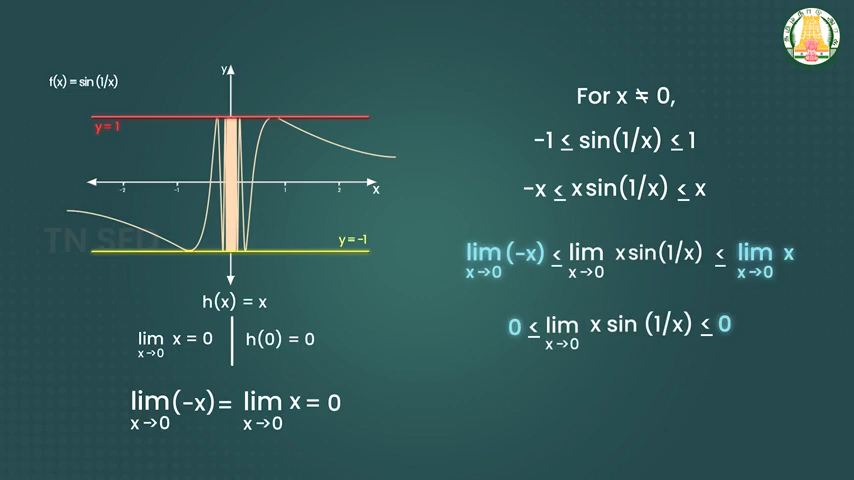 f(x) = sin (1/x)
y
y = 1
-2 -1 1 2 x
TN SED
y = -1
h(x) = x
lim x→0 x = 0 | h(0) = 0
lim x→0 (-x) = lim x→0 x = 0
For x ≠ 0,
-1 ≤ sin(1/x) ≤ 1
-x ≤ x sin(1/x) ≤ x
lim x→0 (-x) ≤ lim x→0 x sin(1/x) ≤ lim x→0 x
0 ≤ lim x→0 x sin (1/x) ≤ 0